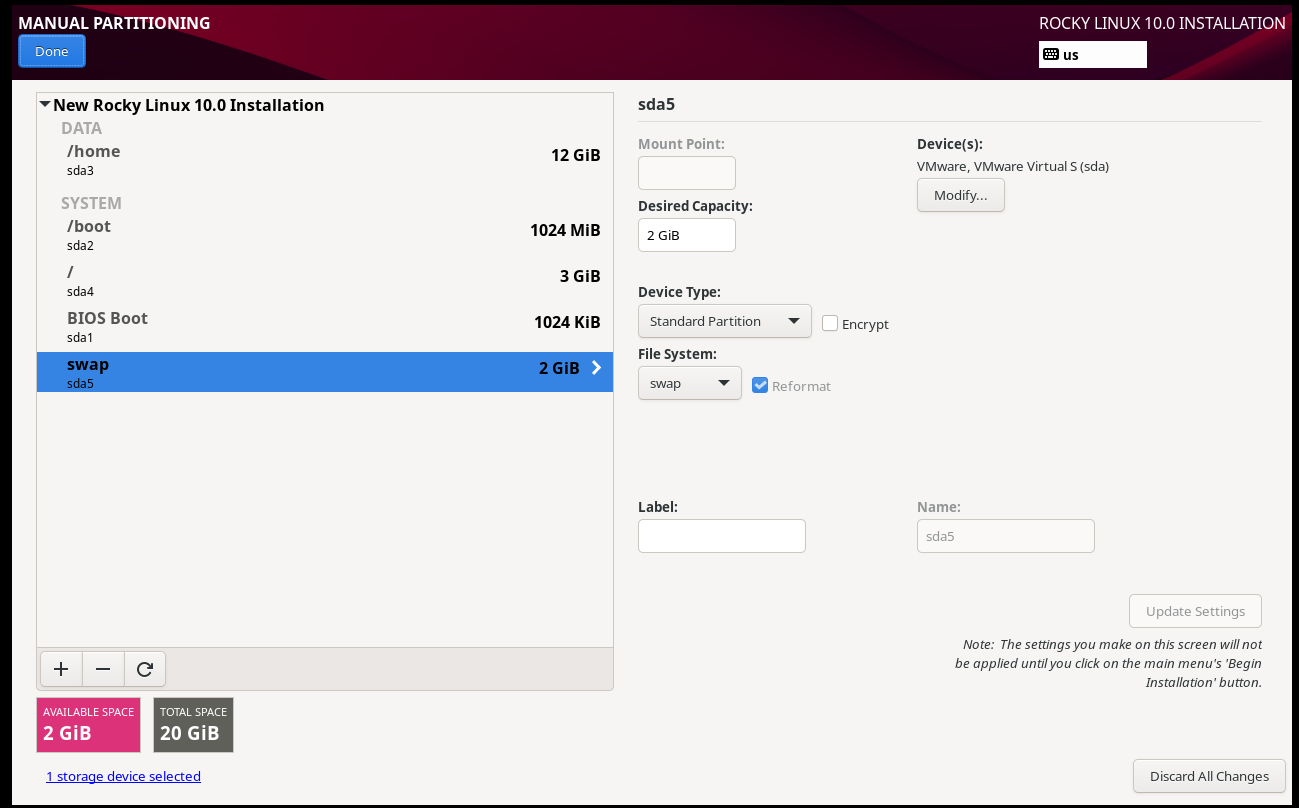 MANUAL PARTITIONING
ROCKY LINUX 10.0 INSTALLATION
Done
us
New Rocky Linux 10.0 Installation
DATA
/home
12 GiB
sda3
SYSTEM
/boot
1024 MiB
sda2
/
3 GiB
sda4
BIOS Boot
1024 KiB
sda1
swap
2 GiB
sda5
AVAILABLE SPACE
2 GiB
TOTAL SPACE
20 GiB
1 storage device selected
sda5
Mount Point:
Device(s):
VMware, VMware Virtual S (sda)
Modify...
Desired Capacity:
2 GiB
Device Type:
Standard Partition
Encrypt
File System:
swap
Reformat
Label:
Name:
sda5
Update Settings
Note: The settings you make on this screen will not
be applied until you click on the main menu's 'Begin
Installation' button.
Discard All Changes